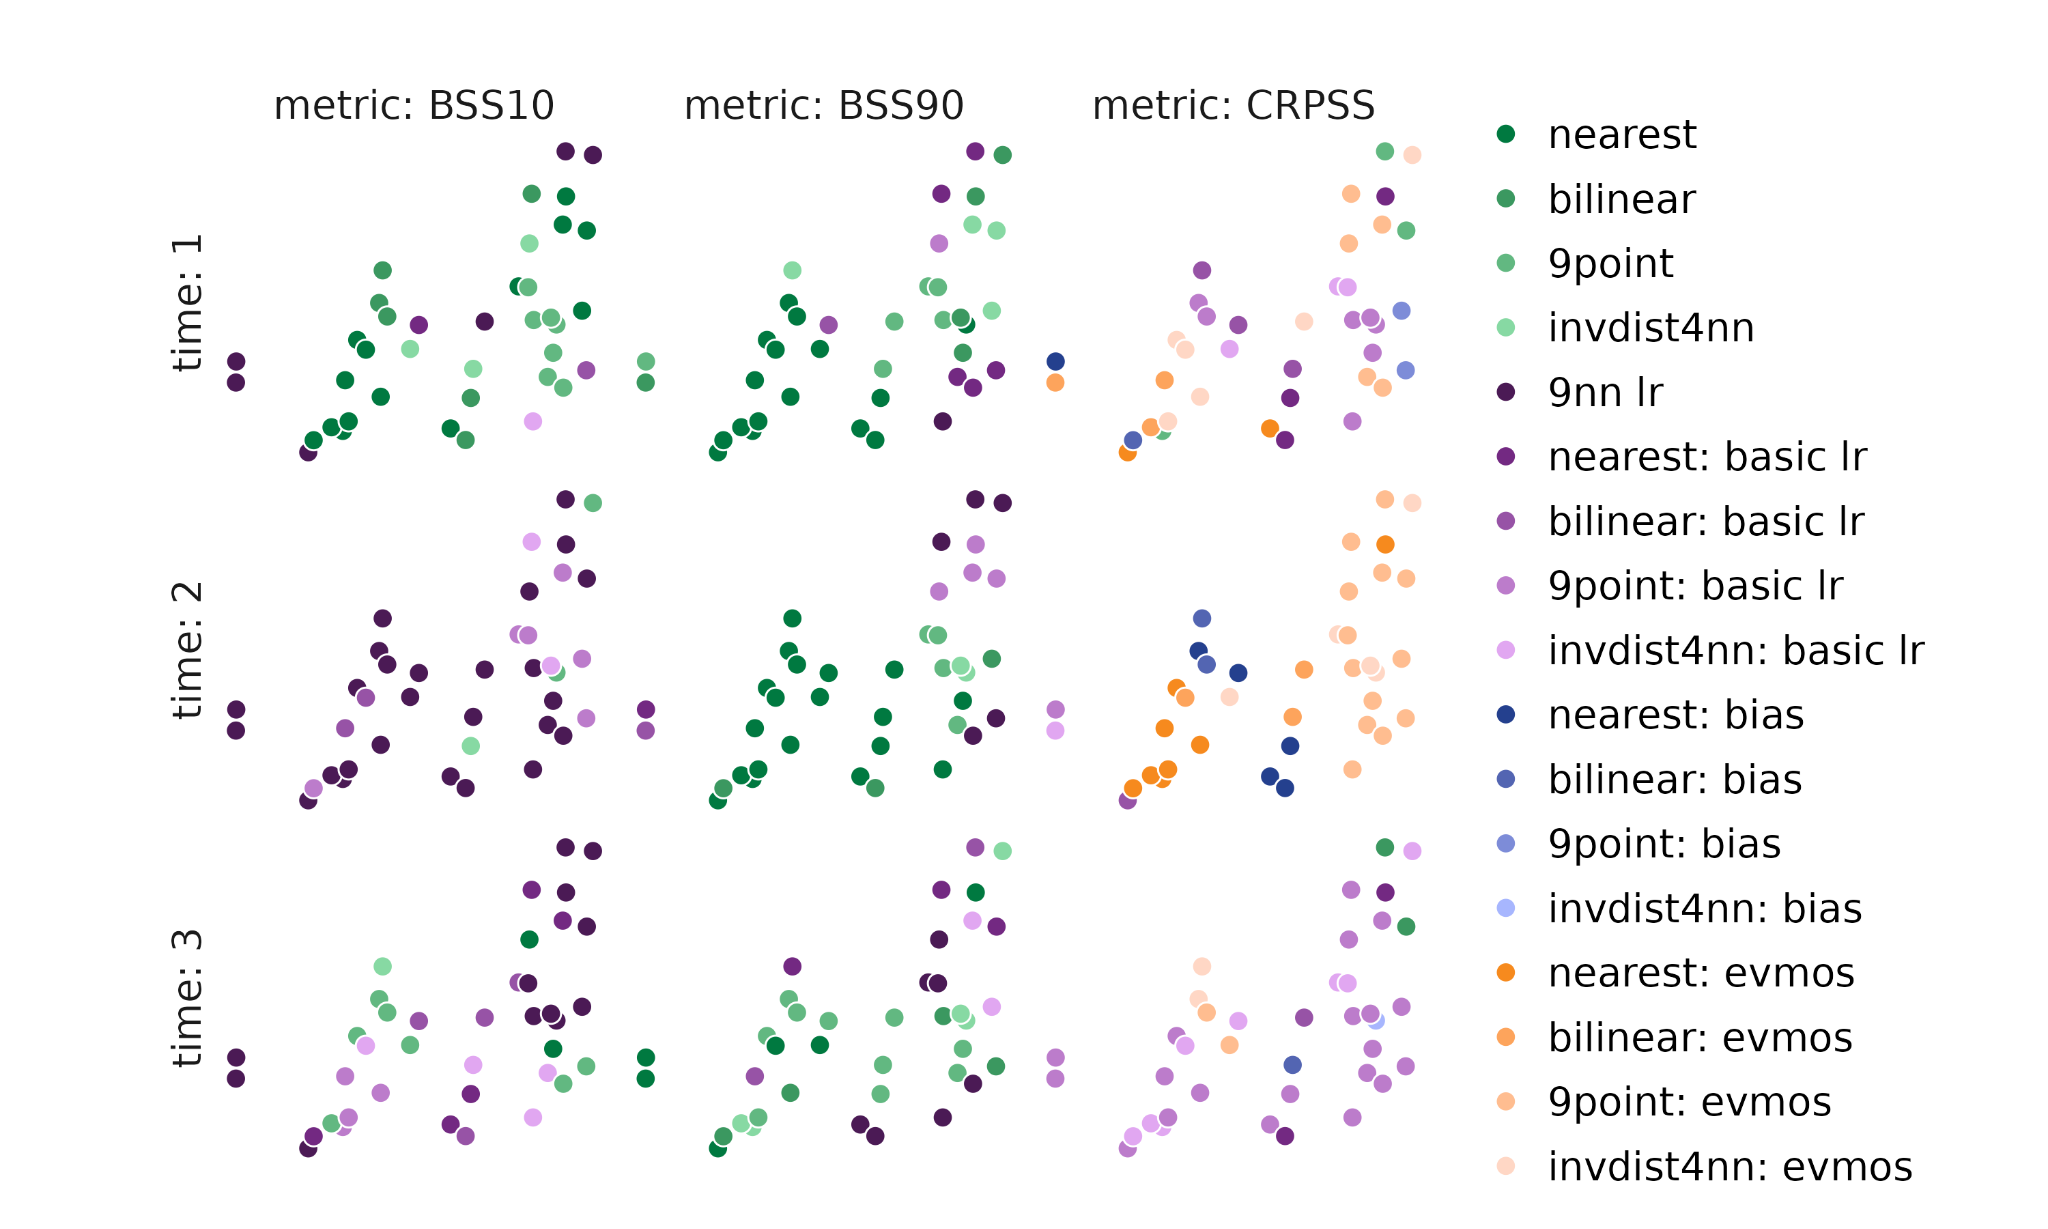 metric: BSS10
metric: BSS90
metric: CRPSS
time: 1
time: 2
time: 3
nearest
bilinear
9point
invdist4nn
9nn lr
nearest: basic lr
bilinear: basic lr
9point: basic lr
invdist4nn: basic lr
nearest: bias
bilinear: bias
9point: bias
invdist4nn: bias
nearest: evmos
bilinear: evmos
9point: evmos
invdist4nn: evmos